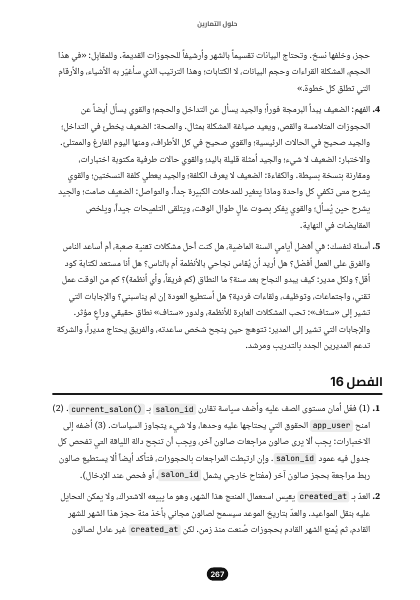 حلول التمارين
حجز، وخلفها نسخ. وتحتاج البيانات تقسيماً بالشهر وأرشيفاً للحجوزات القديمة. وللمقابل: «في هذا
الحجم، المشكلة القراءات وحجم البيانات، لا الكتابات؛ وهذا الترتيب الذي سأغيّر به الأشياء، والأرقام
التي تطلق كل خطوة.»
4. الفهم: الضعيف يبدأ البرمجة فوراً؛ والجيد يسأل عن التداخل والحجم؛ والقوي يسأل أيضاً عن
الحجوزات المتلامسة والقص، ويعيد صياغة المشكلة بمثال. والصحة: الضعيف يخطئ في التداخل؛
والجيد صحيح في الحالات الرئيسية؛ والقوي صحيح في كل الأطراف، ومنها اليوم الفارغ والممتلئ.
والاختبار: الضعيف لا شيء؛ والجيد أمثلة قليلة باليد؛ والقوي حالات طرفية مكتوبة اختبارات،
ومقارنة بنسخة بسيطة. والكفاءة: الضعيف لا يعرف الكلفة؛ والجيد يعطي كلفة النسختين؛ والقوي
يشرح متى تكفي كل واحدة وماذا يتغير للمدخلات الكبيرة جداً. والتواصل: الضعيف صامت؛ والجيد
يشرح حين يُسأل؛ والقوي يفكر بصوت عالٍ طوال الوقت، ويتلقى التلميحات جيداً، ويلخص
المقايضات في النهاية.
5. أسئلة لنفسك: في أفضل أيامي السنة الماضية، هل كنت أحل مشكلات تقنية صعبة، أم أساعد الناس
والفرق على العمل أفضل؟ هل أريد أن يُقاس نجاحي بالأنظمة أم بالناس؟ هل أنا مستعد لكتابة كود
أقل؟ ولكل مدير: كيف يبدو النجاح بعد سنة؟ ما النطاق (كم فريقاً، وأي أنظمة)؟ كم من الوقت عمل
تقني، واجتماعات، وتوظيف، ولقاءات فردية؟ هل أستطيع العودة إن لم يناسبني؟ والإجابات التي
تشير إلى «ستاف»: تحب المشكلات العابرة للأنظمة، ولدور «ستاف» نطاق حقيقي وراعٍ مؤثر.
والإجابات التي تشير إلى المدير: تتوهج حين ينجح شخص ساعدته، والفريق يحتاج مديراً، والشركة
تدعم المديرين الجدد بالتدريب ومرشد.
الفصل 16
1. (1) فعّل أمان مستوى الصف عليه وأضف سياسة تقارن salon_id بـ current_salon(). (2)
امنح app_user الحقوق التي يحتاجها عليه وحدها، ولا شيء يتجاوز السياسات. (3) أضفه إلى
الاختبارات: يجب ألا يرى صالون مراجعات صالون آخر، ويجب أن تنجح دالة اللياقة التي تفحص كل
جدول فيه عمود salon_id. وإن ارتبطت المراجعات بالحجوزات، فتأكد أيضاً ألا يستطيع صالون
ربط مراجعة بحجز صالون آخر (مفتاح خارجي يشمل salon_id، أو فحص عند الإدخال).
2. العدّ بـ created_at يقيس استعمال المنتج هذا الشهر، وهو ما يبيعه الاشتراك، ولا يمكن التحايل
عليه بنقل المواعيد. والعدّ بتاريخ الموعد سيسمح لصالون مجاني بأخذ مئة حجز هذا الشهر للشهر
القادم، ثم يُمنع الشهر القادم بحجوزات صُنعت منذ زمن. لكن created_at غير عادل لصالون
267